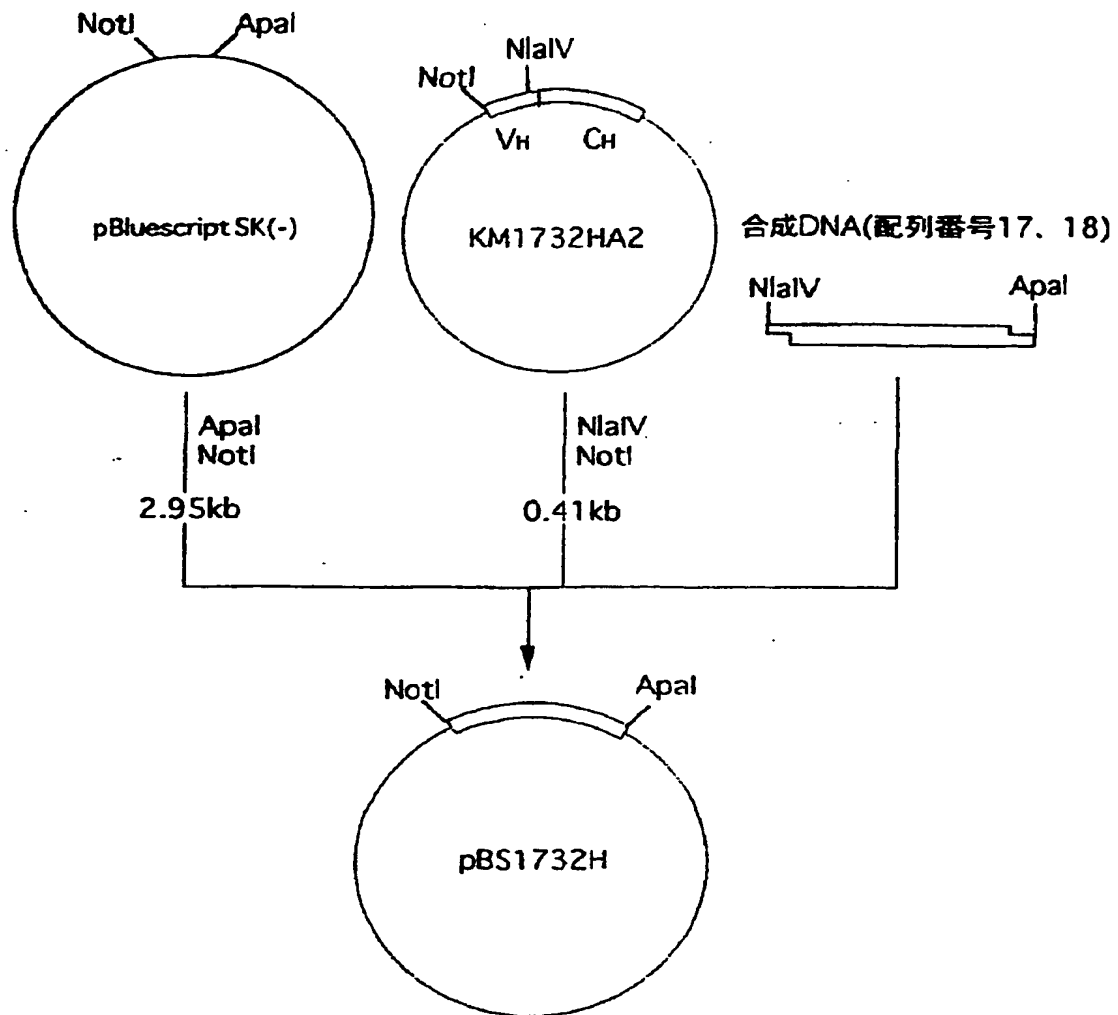 NotI
ApaI
pBluescript SK(-)
NotI
NlaIV
VH
CH
KM1732HA2
合成DNA(配列番号17、18)
NlaIV
ApaI
ApaI
NotI
2.95kb
NlaIV
NotI
0.41kb
NotI
ApaI
pBS1732H